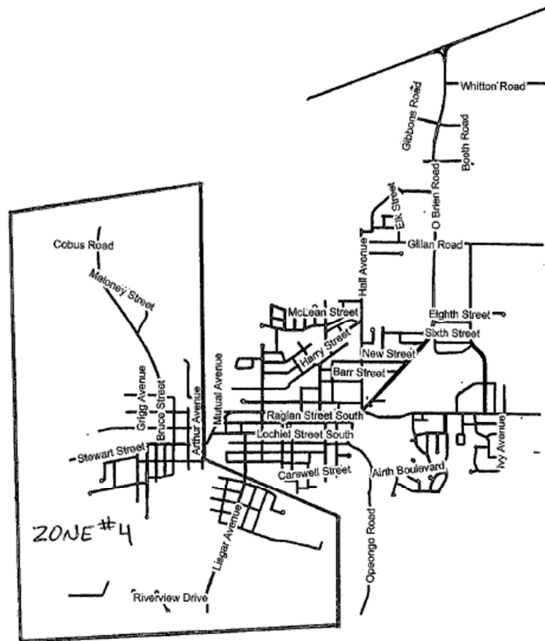 Whitton Road
Gibbons Road
Booth Road
O Brien Road
Elk Street
Gillan Road
Hall Avenue
Cobus Road
Maloney Street
McLean Street
Eighth Street
Sixth Street
Harry Street
New Street
Barr Street
Mutual Avenue
Grigg Avenue
Bruce Street
Arthur Avenue
Raglan Street South
Lochiel Street South
Ivy Avenue
Stewart Street
Carswell Street
Airth Boulevard
Opeongo Road
Lisgar Avenue
ZONE #4
Riverview Drive